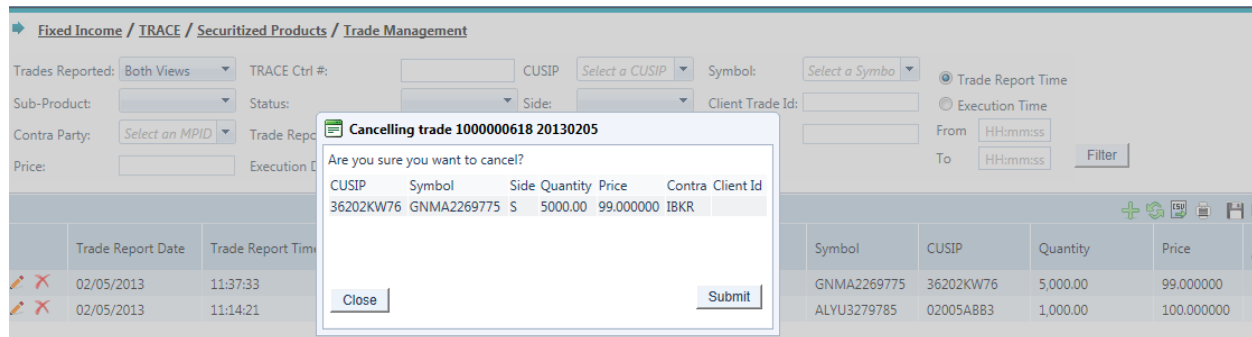 Fixed Income / TRACE / Securitized Products / Trade Management
Trades Reported: Both Views TRACE Ctrl #: CUSIP Select a CUSIP Symbol: Select a Symbo Trade Report Time
Sub-Product: Status: Side: Client Trade Id: Execution Time
Contra Party: Select an MPID Trade Repo From HH:mm:ss
Price: Execution To HH:mm:ss Filter
Cancelling trade 1000000618 20130205
Are you sure you want to cancel?
CUSIP Symbol Side Quantity Price Contra Client Id
36202KW76 GNMA2269775 S 5000.00 99.000000 IBKR
Close Submit
CSV
Trade Report Date Trade Report Time Symbol CUSIP Quantity Price
02/05/2013 11:37:33 GNMA2269775 36202KW76 5,000.00 99.000000
02/05/2013 11:14:21 ALYU3279785 02005ABB3 1,000.00 100.000000